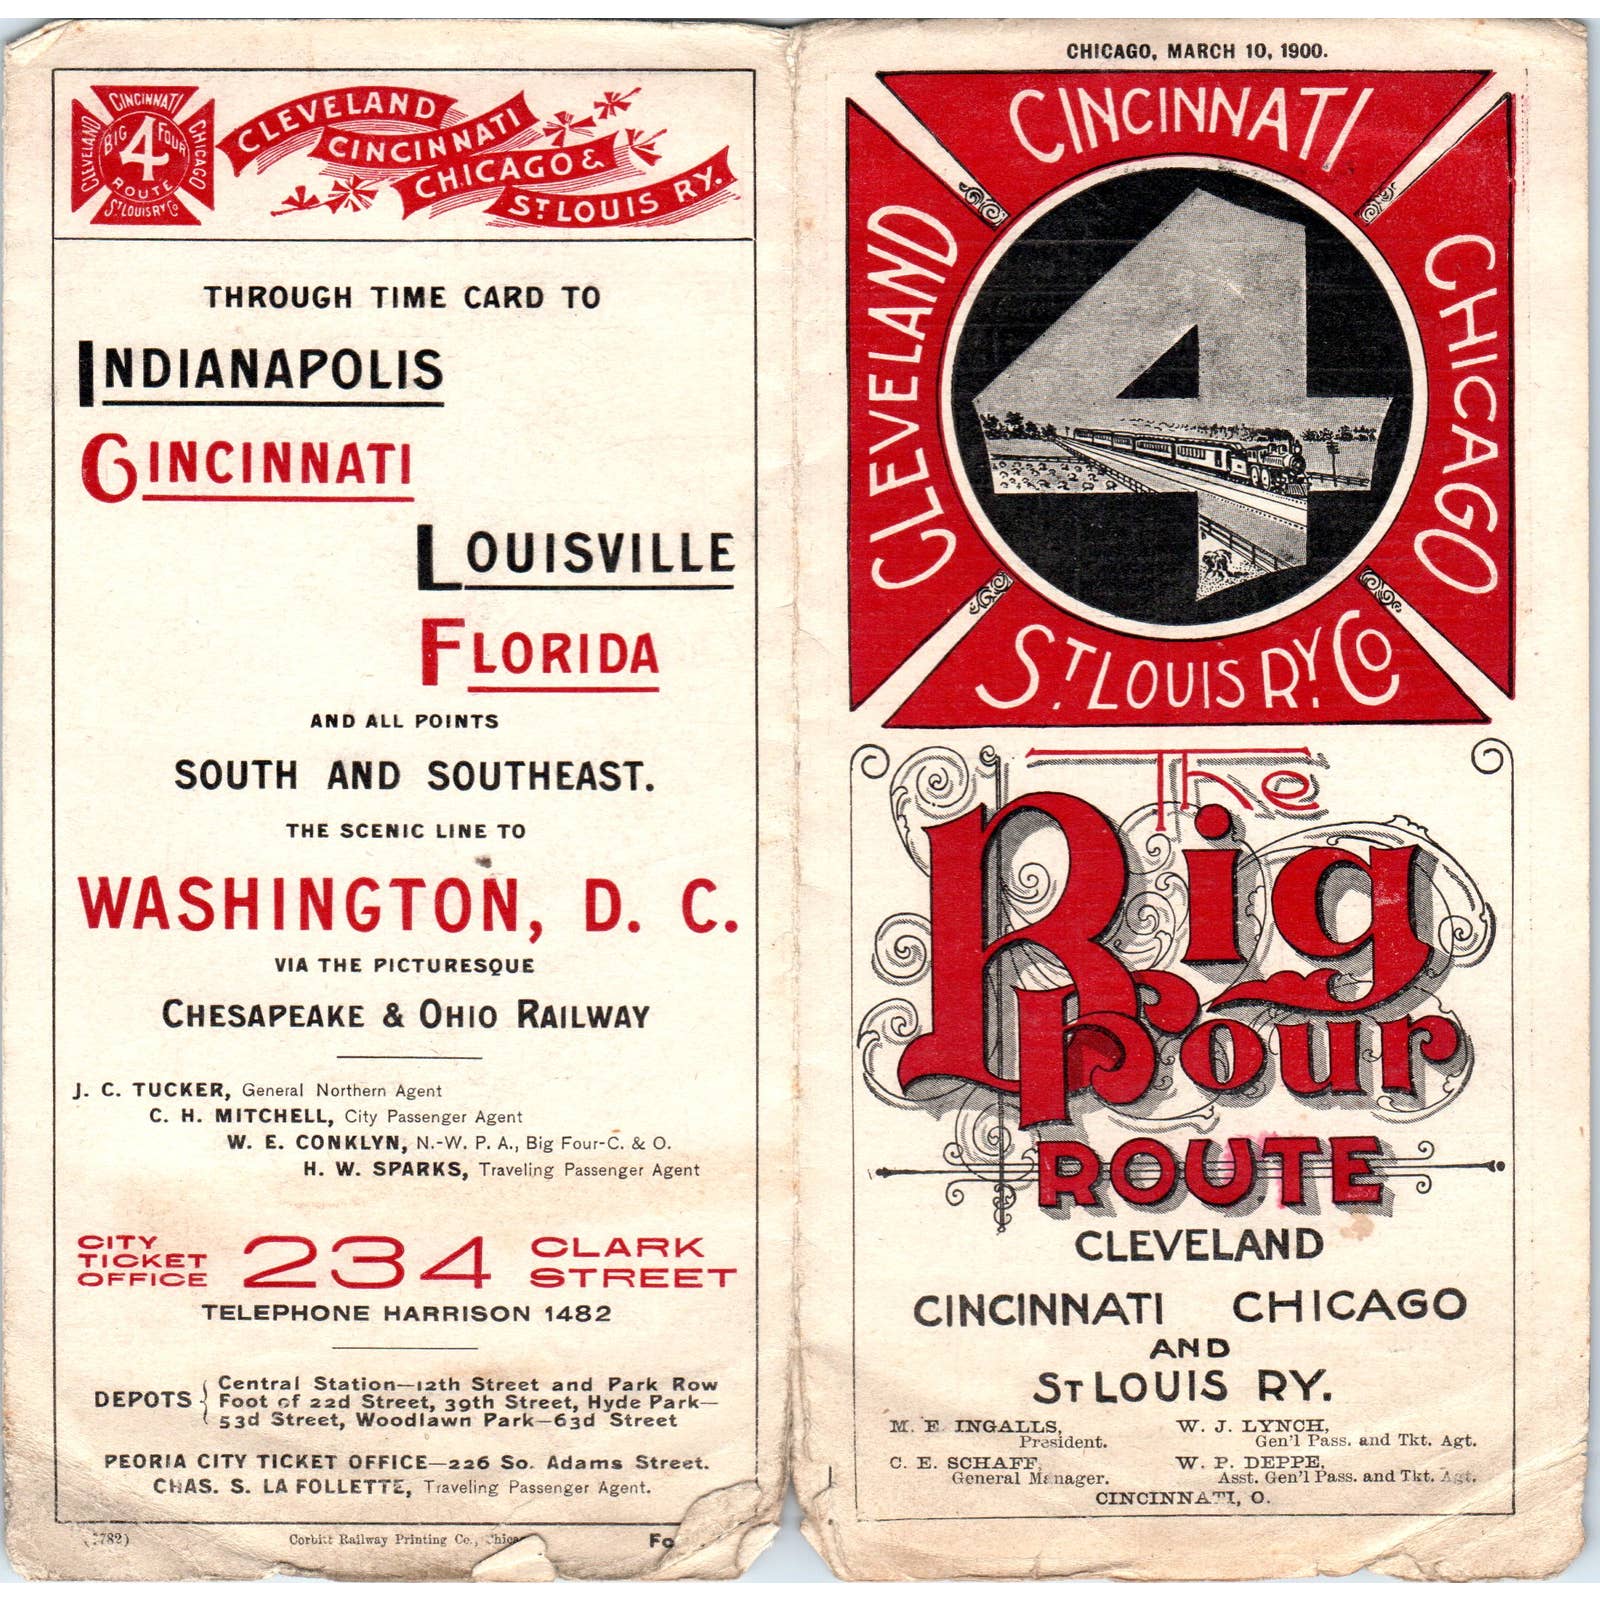 CINCINNATI
CLEVELAND
BIG 4 FOUR
ROUTE
CHICAGO
ST. LOUIS RY Co
CLEVELAND
CINCINNATI
CHICAGO &
ST. LOUIS RY.
THROUGH TIME CARD TO
INDIANAPOLIS
CINCINNATI
LOUISVILLE
FLORIDA
AND ALL POINTS
SOUTH AND SOUTHEAST.
THE SCENIC LINE TO
WASHINGTON, D. C.
VIA THE PICTURESQUE
CHESAPEAKE & OHIO RAILWAY
J. C. TUCKER, General Northern Agent
C. H. MITCHELL, City Passenger Agent
W. E. CONKLYN, N.-W. P. A., Big Four-C. & O.
H. W. SPARKS, Traveling Passenger Agent
CITY
TICKET
OFFICE
234
CLARK
STREET
TELEPHONE HARRISON 1482
DEPOTS
Central Station—12th Street and Park Row
Foot of 22d Street, 39th Street, Hyde Park—
53d Street, Woodlawn Park—63d Street
PEORIA CITY TICKET OFFICE—226 So. Adams Street.
CHAS. S. LA FOLLETTE, Traveling Passenger Agent.
782)
Corbitt Railway Printing Co.,
CHICAGO, MARCH 10, 1900.
CINCINNATI
CLEVELAND
4
CHICAGO
ST. LOUIS RY. Co
The
Big
Four
ROUTE
CLEVELAND
CINCINNATI CHICAGO
AND
ST LOUIS RY.
M. E. INGALLS,
President.
W. J. LYNCH,
Gen'l Pass. and Tkt. Agt.
C. E. SCHAFF,
General Manager.
W. P. DEPPE,
Asst. Gen'l Pass. and Tkt. Agt.
CINCINNATI, O.